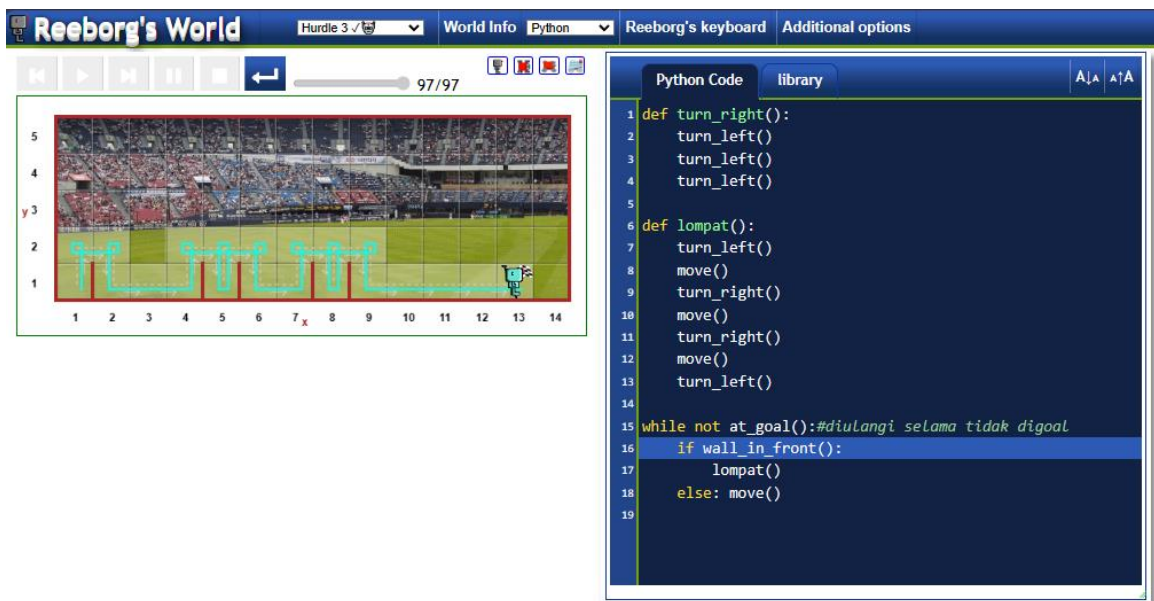 Reeborg's World
Hurdle 3 ✓
World Info
Python
Reeborg's keyboard
Additional options
97/97
Python Code
library
A↓A
A↑A
5
4
y 3
2
1
1 2 3 4 5 6 7 x 8 9 10 11 12 13 14
1 def turn_right():
2     turn_left()
3     turn_left()
4     turn_left()
5
6 def lompat():
7     turn_left()
8     move()
9     turn_right()
10     move()
11     turn_right()
12     move()
13     turn_left()
14
15 while not at_goal():#diulangi selama tidak digoal
16     if wall_in_front():
17         lompat()
18     else: move()
19